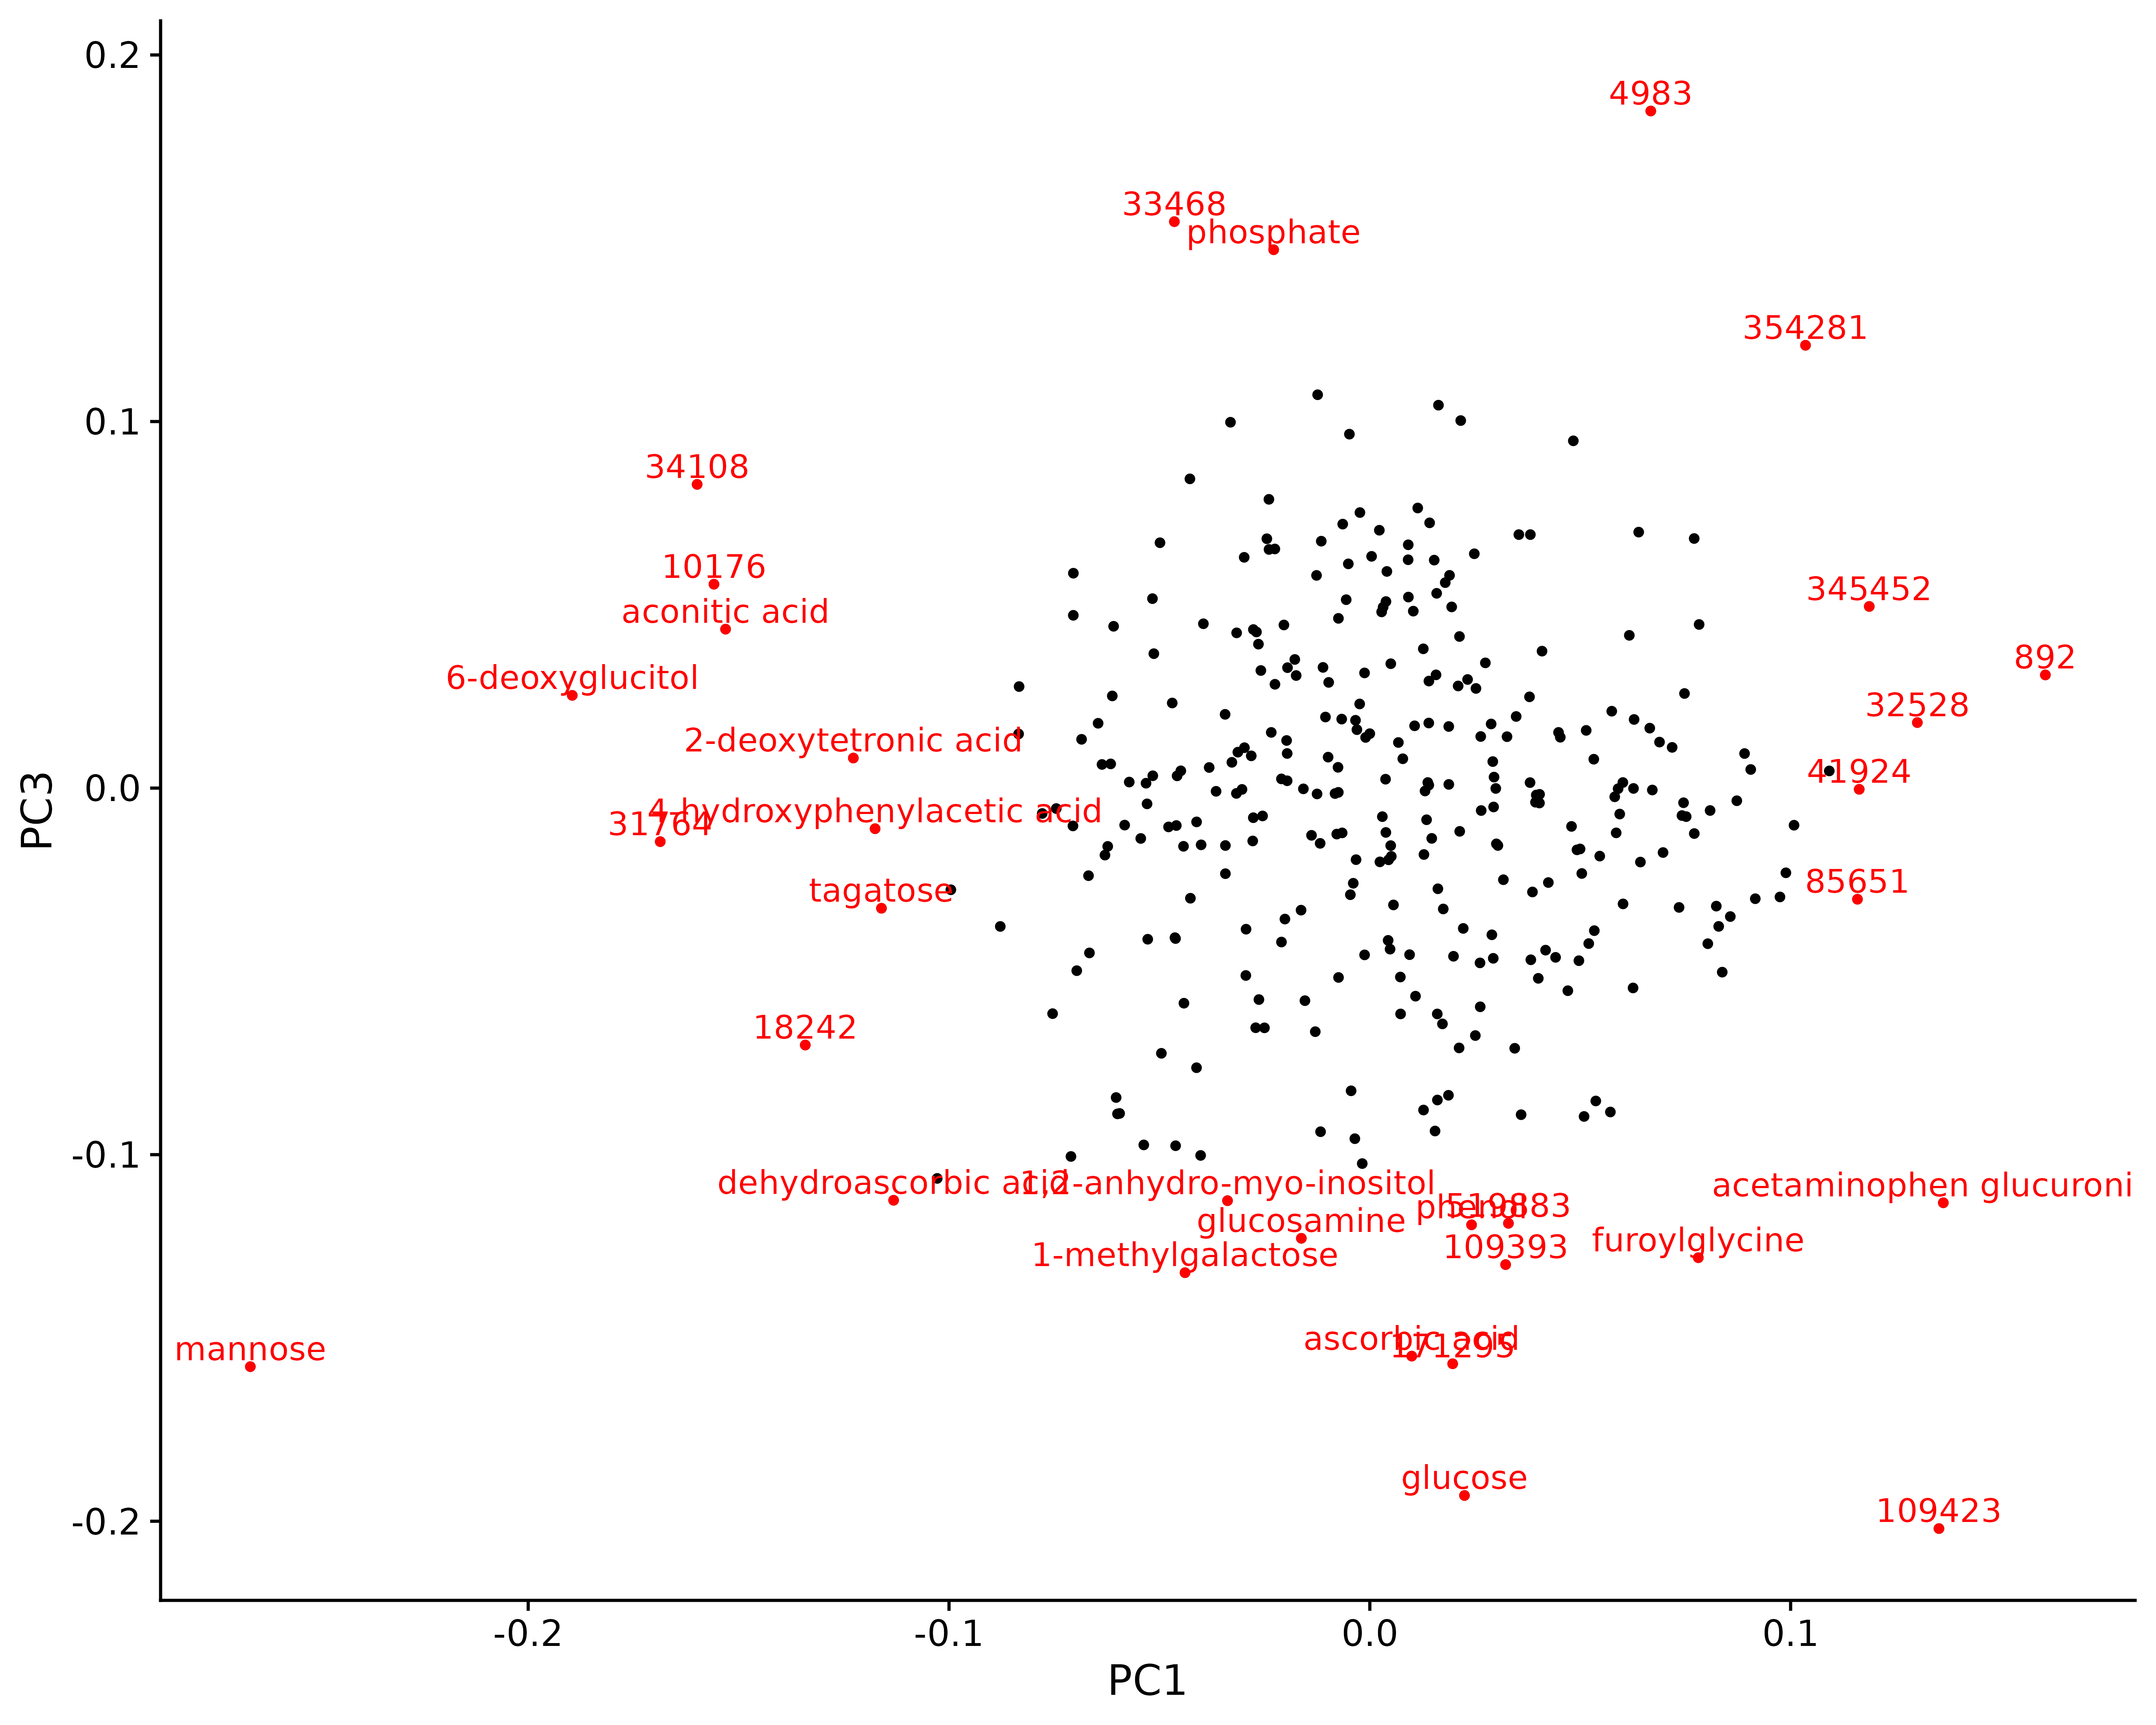 0.2
4983
33468
phosphate
354281
0.1
34108
10176
345452
aconitic acid
892
6-deoxyglucitol
32528
2-deoxytetronic acid
41924
0.0
4-hydroxyphenylacetic acid
31764
85651
tagatose
PC3
18242
-0.1
dehydroascorbic acid
1,2-anhydro-myo-inositol
acetaminophen glucuroni
phenol
519883
glucosamine
furoylglycine
109393
1-methylgalactose
ascorbic acid
171295
mannose
glucose
109423
-0.2
-0.2
-0.1
0.0
0.1
PC1